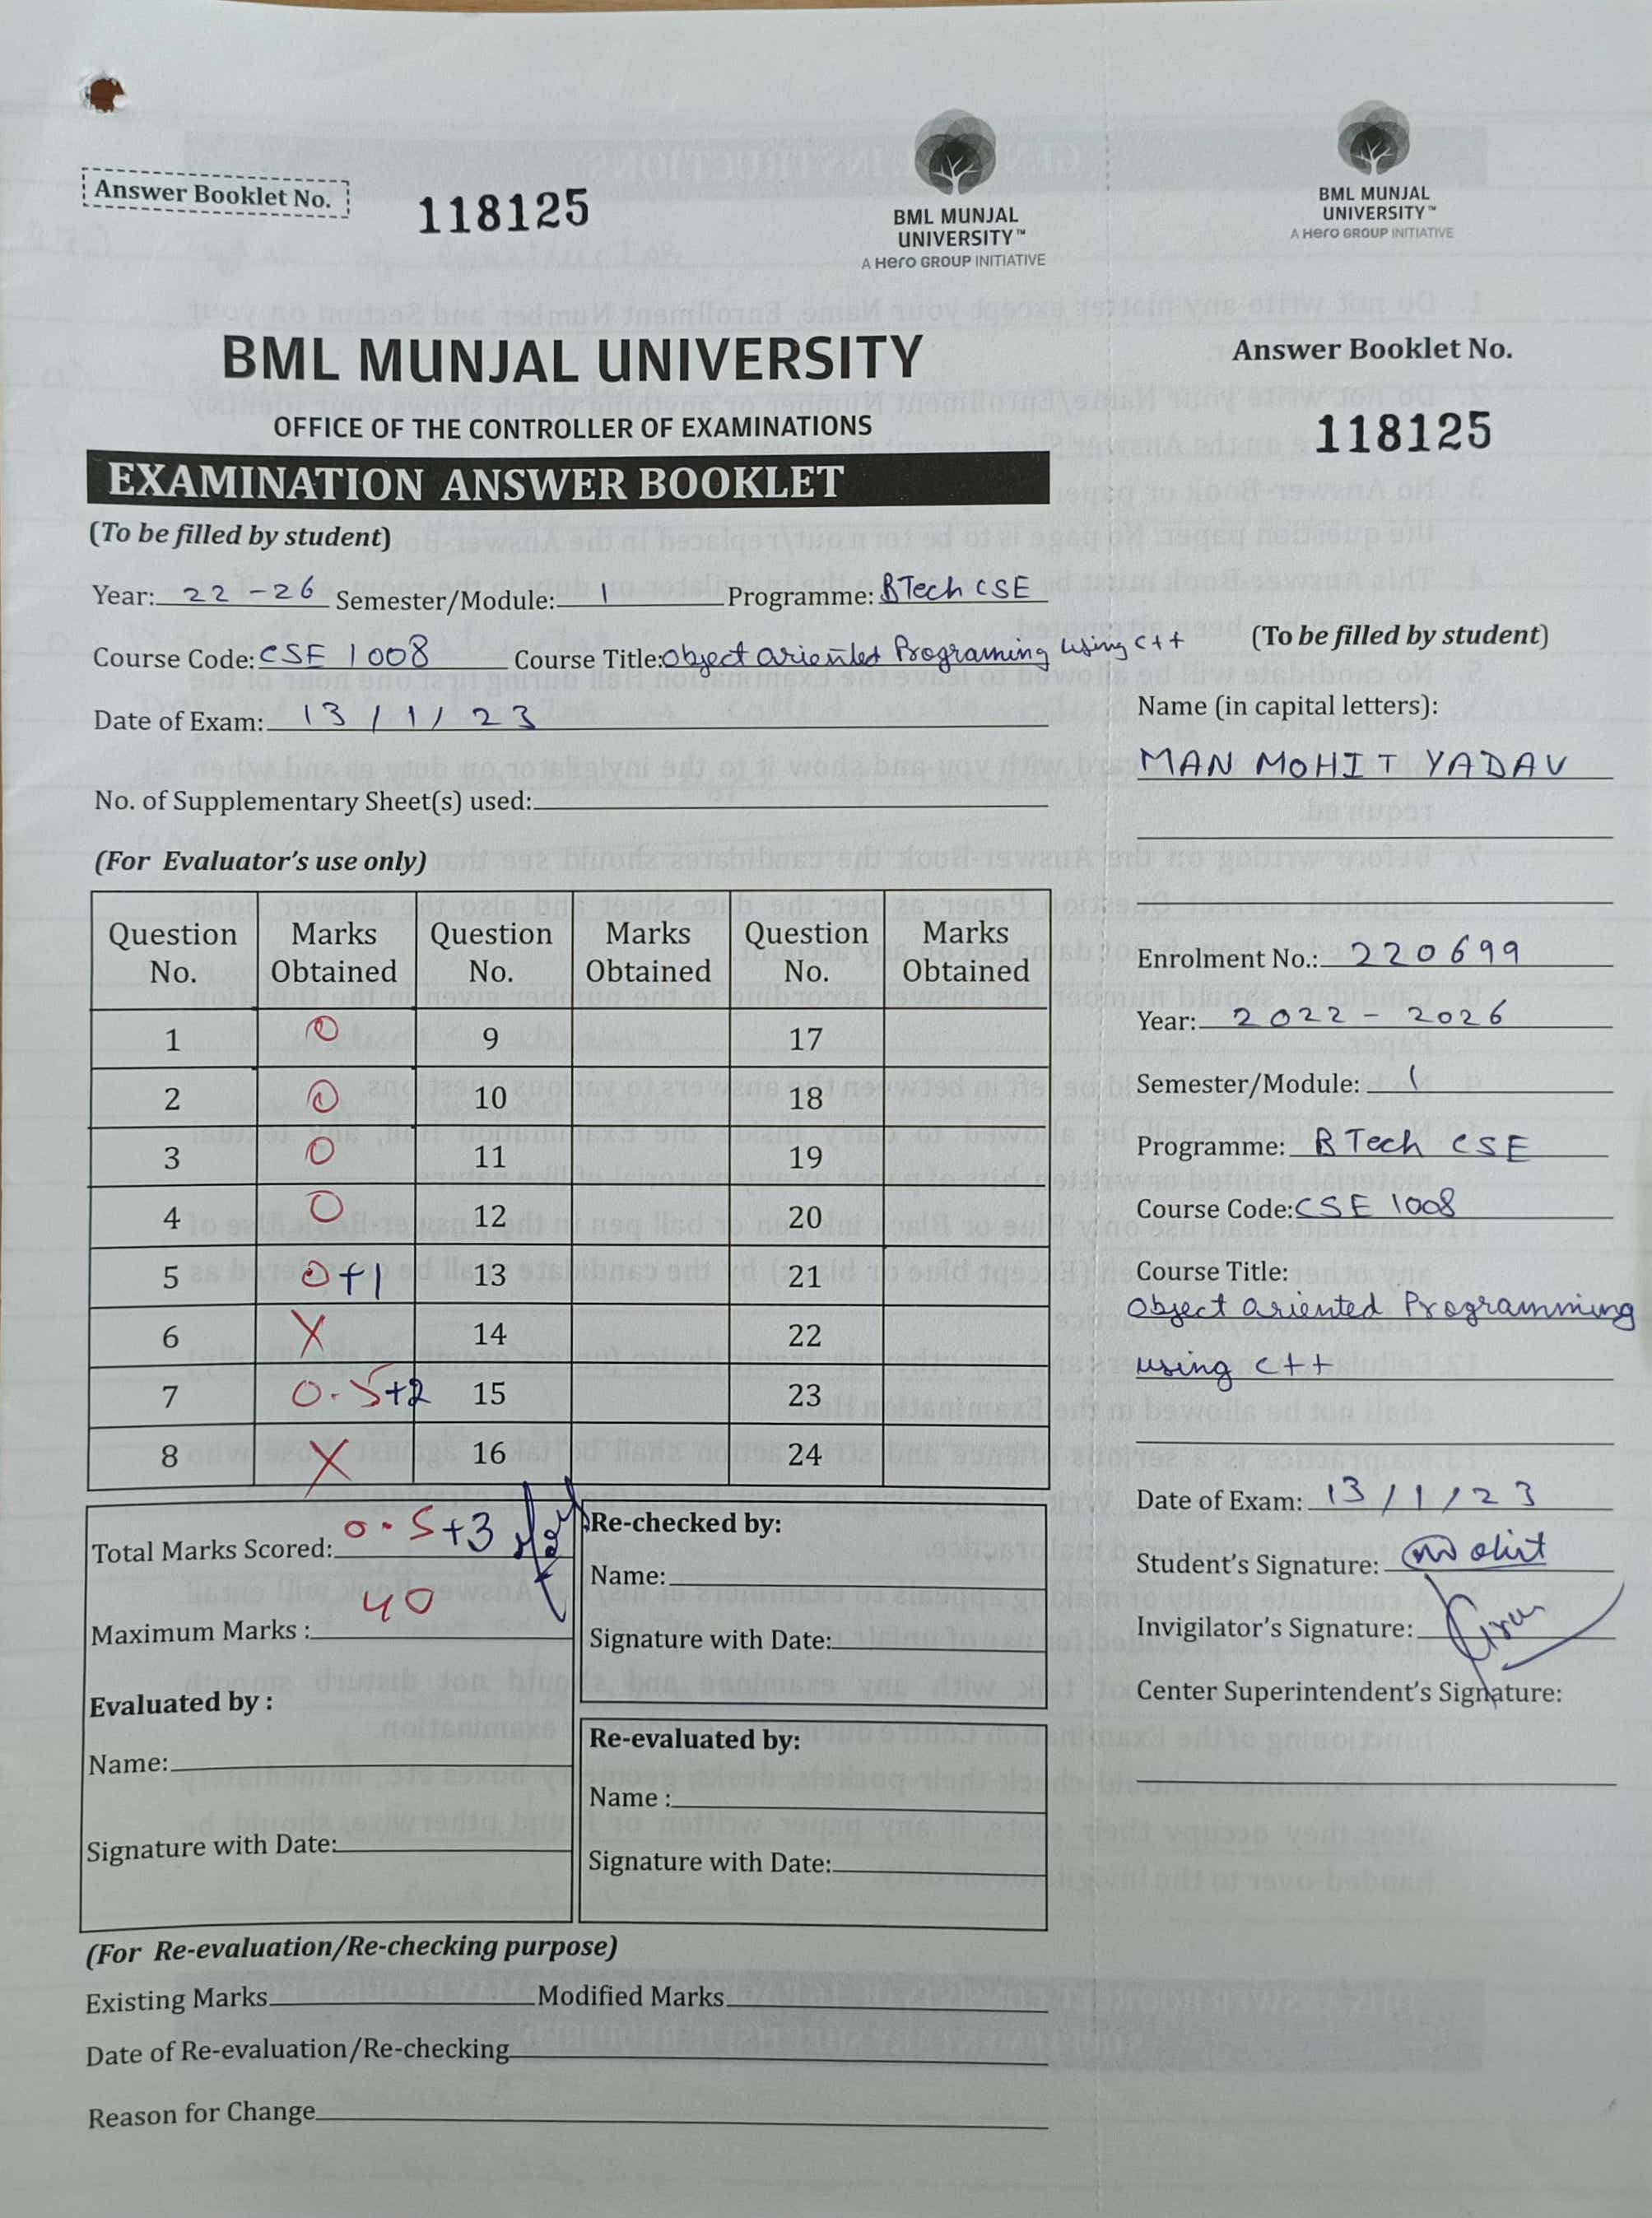 Answer Booklet No. 118125
BML MUNJAL
UNIVERSITY™
A Hero GROUP INITIATIVE
BML MUNJAL
UNIVERSITY™
A Hero GROUP INITIATIVE
BML MUNJAL UNIVERSITY
OFFICE OF THE CONTROLLER OF EXAMINATIONS
EXAMINATION ANSWER BOOKLET
(To be filled by student)
Year: 22-26 Semester/Module: 1 Programme: BTech CSE
Course Code: CSE 1008 Course Title: Object ariented Programing using C++
Date of Exam: 13/1/23
No. of Supplementary Sheet(s) used:
(For Evaluator's use only)
Question No. Marks Obtained Question No. Marks Obtained Question No. Marks Obtained
1 0 9 17
2 0 10 18
3 0 11 19
4 0 12 20
5 0+1 13 21
6 X 14 22
7 0.5+2 15 23
8 X 16 24
Total Marks Scored: 0.5+3
Maximum Marks : 40
Evaluated by :
Name:
Signature with Date:
Re-checked by:
Name:
Signature with Date:
Re-evaluated by:
Name :
Signature with Date:
(For Re-evaluation/Re-checking purpose)
Existing Marks Modified Marks
Date of Re-evaluation/Re-checking
Reason for Change
Answer Booklet No.
118125
(To be filled by student)
Name (in capital letters):
MAN MOHIT YADAV
Enrolment No.: 220699
Year: 2022 - 2026
Semester/Module: 1
Programme: B Tech CSE
Course Code: CSE 1008
Course Title:
Object ariented Programming
using C++
Date of Exam: 13/1/23
Student's Signature: Mohit
Invigilator's Signature:
Center Superintendent's Signature: